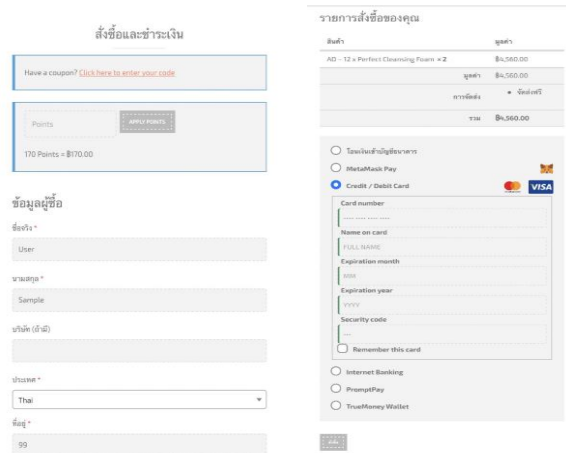 สั่งซื้อและชำระเงิน
Have a coupon? Click here to enter your code
Points
APPLY POINTS
170 Points = ฿170.00
ข้อมูลผู้ซื้อ
ชื่อจริง *
User
นามสกุล *
Sample
บริษัท (ถ้ามี)
ประเทศ *
Thai
ที่อยู่ *
99
รายการสั่งซื้อของคุณ
สินค้า มูลค่า
AD - 12 x Perfect Cleansing Foam × 2 ฿4,560.00
มูลค่า ฿4,560.00
การจัดส่ง • จัดส่งฟรี
รวม ฿4,560.00
โอนเงินเข้าบัญชีธนาคาร
MetaMask Pay
Credit / Debit Card VISA
Card number
Name on card
FULL NAME
Expiration month
MM
Expiration year
YYYY
Security code
Remember this card
Internet Banking
PromptPay
TrueMoney Wallet